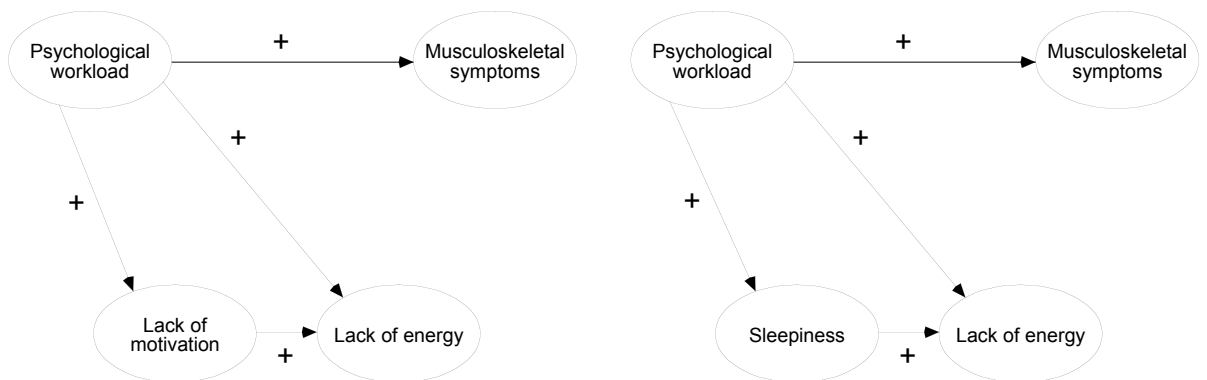 Psychological
workload
+
Musculoskeletal
symptoms
+
+
Lack of
motivation
+
Lack of energy
Psychological
workload
+
Musculoskeletal
symptoms
+
+
Sleepiness
+
Lack of energy